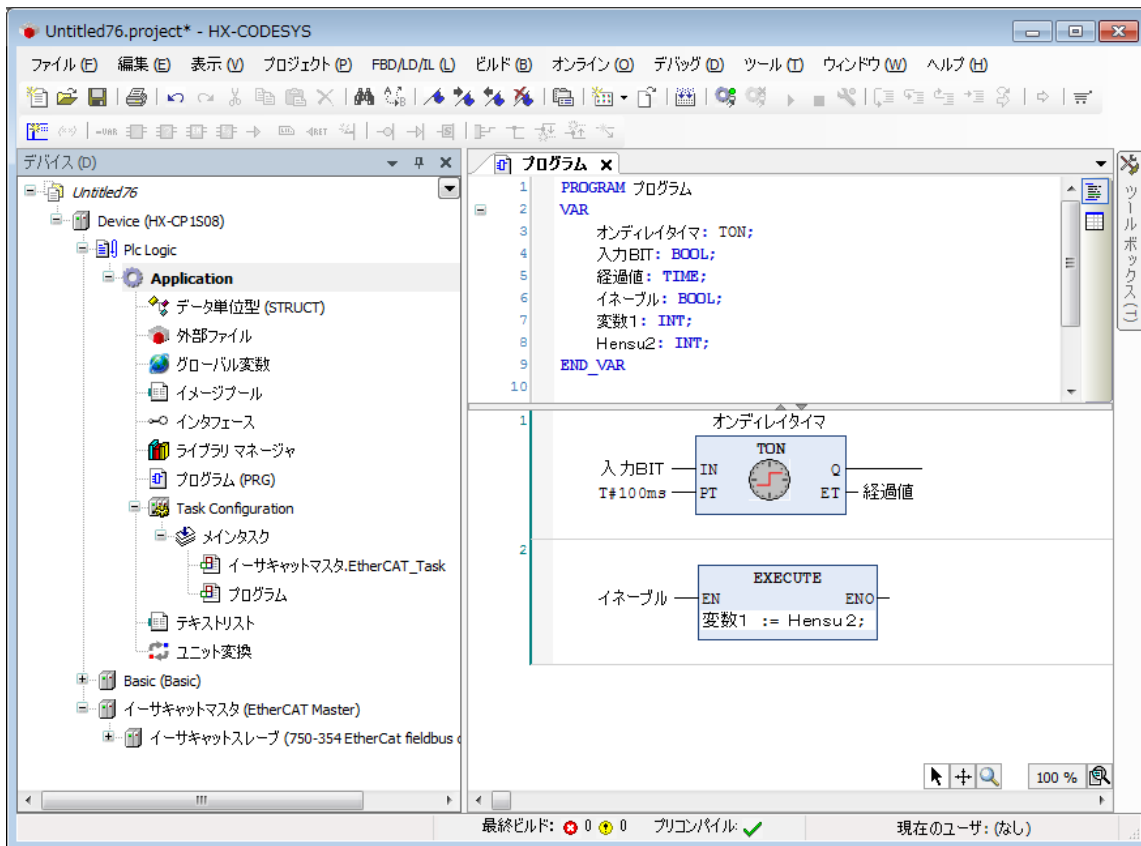 Untitled76.project* - HX-CODESYS
ファイル (F) 編集 (E) 表示 (V) プロジェクト (P) FBD/LD/IL (L) ビルド (B) オンライン (O) デバッグ (D) ツール (T) ウィンドウ (W) ヘルプ (H)
デバイス (D)
Untitled76
Device (HX-CP1S08)
Plc Logic
Application
データ単位型 (STRUCT)
外部ファイル
グローバル変数
イメージプール
インタフェース
ライブラリ マネージャ
プログラム (PRG)
Task Configuration
メインタスク
イーサキャットマスタ.EtherCAT_Task
プログラム
テキストリスト
ユニット変換
Basic (Basic)
イーサキャットマスタ (EtherCAT Master)
イーサキャットスレーブ (750-354 EtherCat fieldbus
プログラム
1 PROGRAM プログラム
2 VAR
3 オンディレイタイマ: TON;
4 入力BIT: BOOL;
5 経過値: TIME;
6 イネーブル: BOOL;
7 変数1: INT;
8 Hensu2: INT;
9 END_VAR
10
1 オンディレイタイマ
TON
入力BIT IN Q
T#100ms PT ET 経過値
2
EXECUTE
イネーブル EN ENO
変数1 := Hensu2;
100 %
ツールボックス (T)
最終ビルド: 0 0 プリコンパイル: 現在のユーザ: (なし)